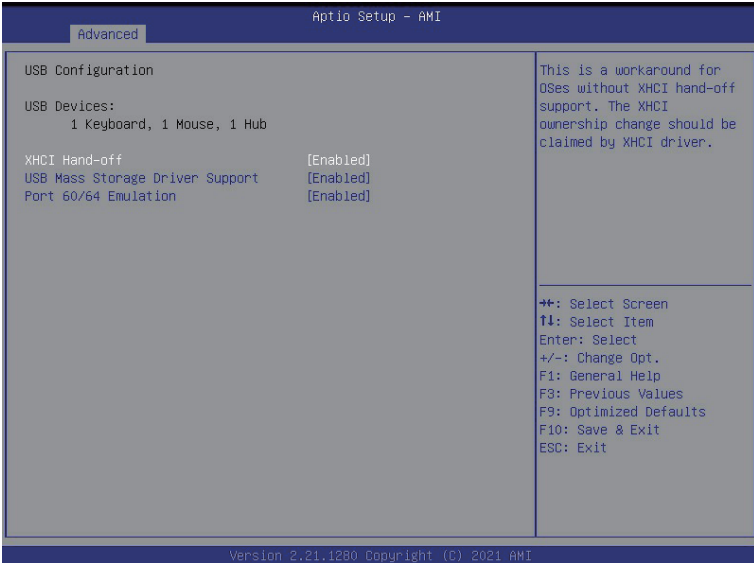 Aptio Setup – AMI
Advanced
USB Configuration
USB Devices:
1 Keyboard, 1 Mouse, 1 Hub
XHCI Hand-off [Enabled]
USB Mass Storage Driver Support [Enabled]
Port 60/64 Emulation [Enabled]
This is a workaround for
OSes without XHCI hand-off
support. The XHCI
ownership change should be
claimed by XHCI driver.
→←: Select Screen
↑↓: Select Item
Enter: Select
+/-: Change Opt.
F1: General Help
F3: Previous Values
F9: Optimized Defaults
F10: Save & Exit
ESC: Exit
Version 2.21.1280 Copyright (C) 2021 AMI